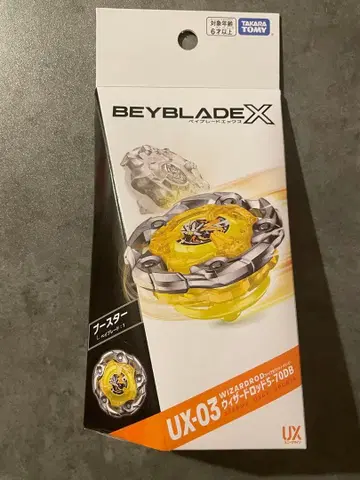 対象年齢
6才以上
TAKARA
TOMY
BEYBLADE X
ベイブレードエックス
ブースター
UX-03
WIZARDROD
ウィザードロッド5-70DB
UX